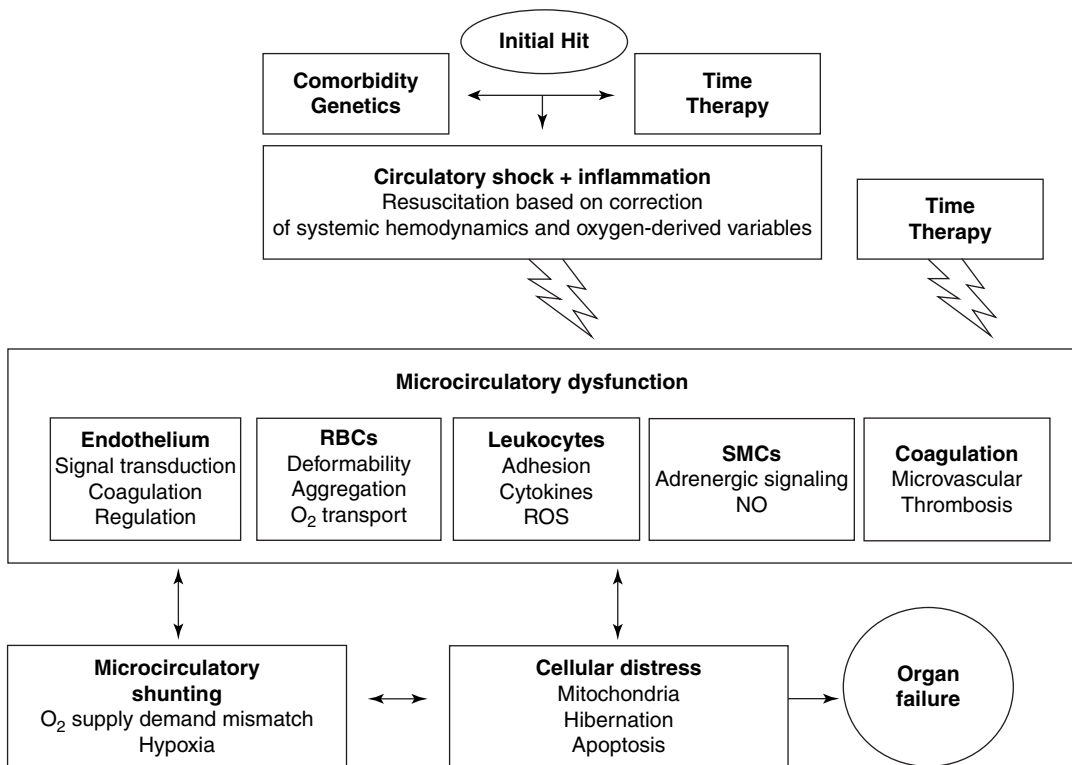 Initial Hit
Comorbidity
Genetics
Time
Therapy
Circulatory shock + inflammation
Resuscitation based on correction
of systemic hemodynamics and oxygen-derived variables
Time
Therapy
Microcirculatory dysfunction
Endothelium
Signal transduction
Coagulation
Regulation
RBCs
Deformability
Aggregation
O₂ transport
Leukocytes
Adhesion
Cytokines
ROS
SMCs
Adrenergic signaling
NO
Coagulation
Microvascular
Thrombosis
Microcirculatory
shunting
O₂ supply demand mismatch
Hypoxia
Cellular distress
Mitochondria
Hibernation
Apoptosis
Organ
failure